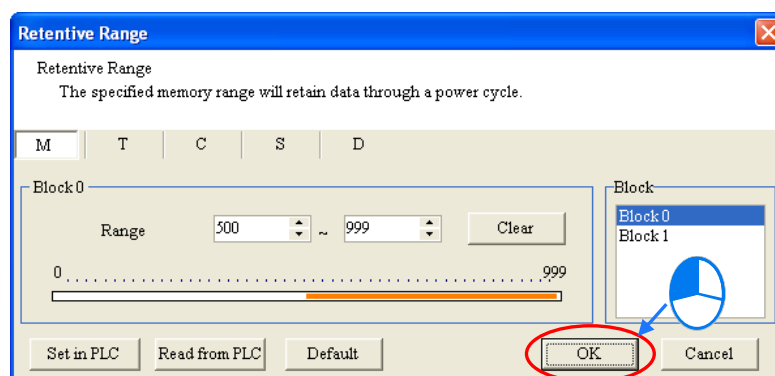 Retentive Range
Retentive Range
The specified memory range will retain data through a power cycle.
M T C S D
Block 0 Block
Range 500 ~ 999 Clear Block 0
Block 1
0 999
Set in PLC Read from PLC Default OK Cancel